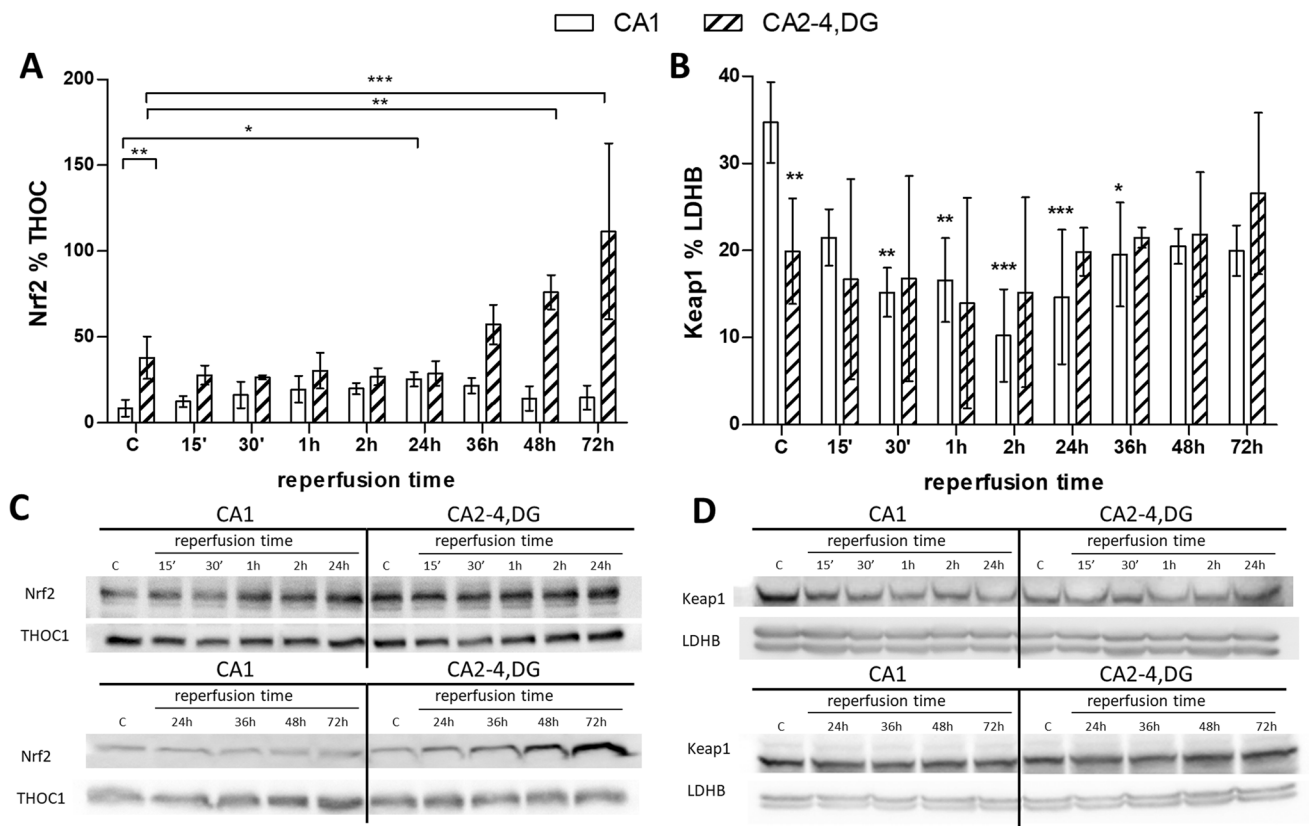 CA1 CA2-4,DG
A
Nrf2 % THOC
200
150
100
50
0
***
**
*
**
C 15' 30' 1h 2h 24h 36h 48h 72h
reperfusion time
B
Keap1 % LDHB
40
30
20
10
0
** ** ** *** *** *
C 15' 30' 1h 2h 24h 36h 48h 72h
reperfusion time
C
CA1 CA2-4,DG
reperfusion time reperfusion time
C 15’ 30’ 1h 2h 24h C 15’ 30’ 1h 2h 24h
Nrf2
THOC1
CA1 CA2-4,DG
reperfusion time reperfusion time
C 24h 36h 48h 72h C 24h 36h 48h 72h
Nrf2
THOC1
D
CA1 CA2-4,DG
reperfusion time reperfusion time
C 15’ 30’ 1h 2h 24h C 15’ 30’ 1h 2h 24h
Keap1
LDHB
CA1 CA2-4,DG
reperfusion time reperfusion time
C 24h 36h 48h 72h C 24h 36h 48h 72h
Keap1
LDHB